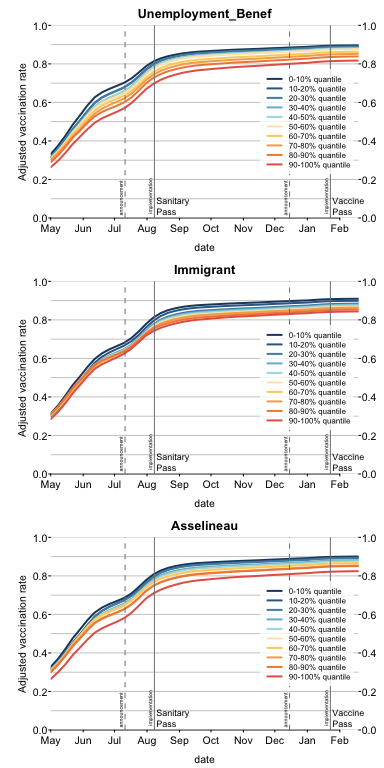 Unemployment_Benef
Adjusted vaccination rate
1.0
0.8
0.6
0.4
0.2
0.0
1.0
0.8
0.6
0.4
0.2
0.0
0-10% quantile
10-20% quantile
20-30% quantile
30-40% quantile
40-50% quantile
50-60% quantile
60-70% quantile
70-80% quantile
80-90% quantile
90-100% quantile
announcement
implementation
Sanitary
Pass
announcement
implementation
Vaccine
Pass
May Jun Jul Aug Sep Oct Nov Dec Jan Feb
date
Immigrant
Adjusted vaccination rate
1.0
0.8
0.6
0.4
0.2
0.0
1.0
0.8
0.6
0.4
0.2
0.0
0-10% quantile
10-20% quantile
20-30% quantile
30-40% quantile
40-50% quantile
50-60% quantile
60-70% quantile
70-80% quantile
80-90% quantile
90-100% quantile
announcement
implementation
Sanitary
Pass
announcement
implementation
Vaccine
Pass
May Jun Jul Aug Sep Oct Nov Dec Jan Feb
date
Asselineau
Adjusted vaccination rate
1.0
0.8
0.6
0.4
0.2
0.0
1.0
0.8
0.6
0.4
0.2
0.0
0-10% quantile
10-20% quantile
20-30% quantile
30-40% quantile
40-50% quantile
50-60% quantile
60-70% quantile
70-80% quantile
80-90% quantile
90-100% quantile
announcement
implementation
Sanitary
Pass
announcement
implementation
Vaccine
Pass
May Jun Jul Aug Sep Oct Nov Dec Jan Feb
date